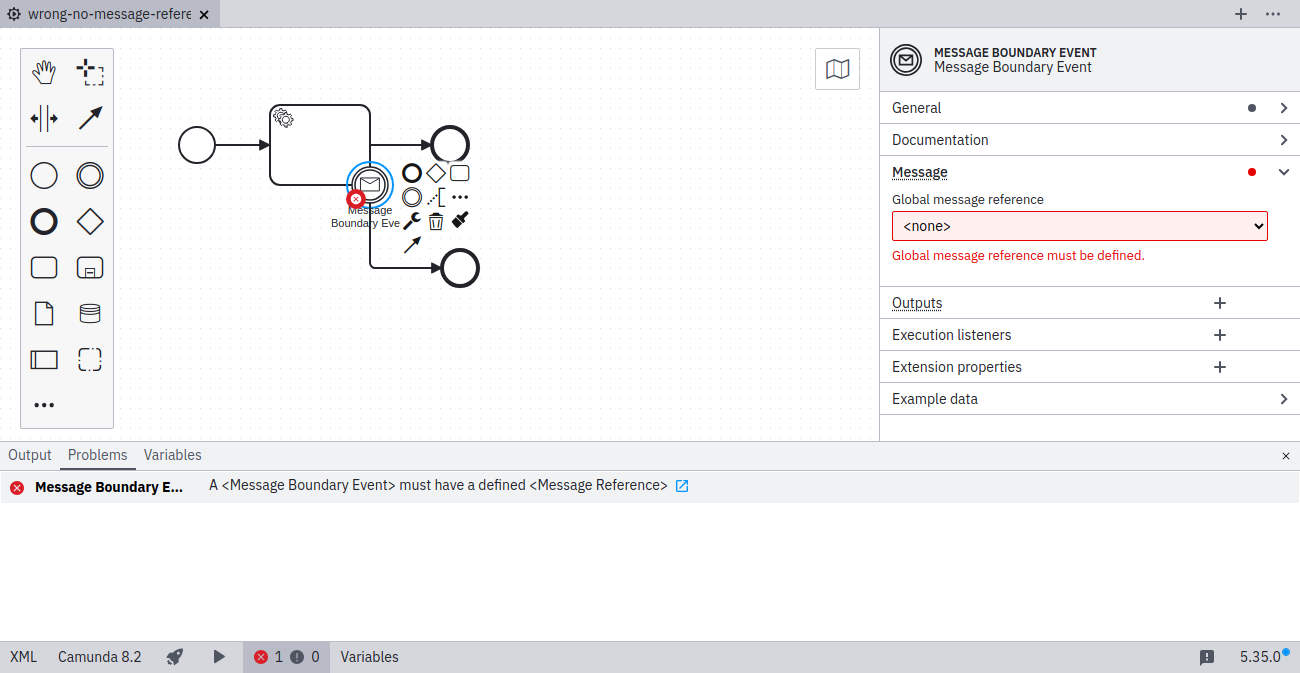 wrong-no-message-refere
MESSAGE BOUNDARY EVENT
Message Boundary Event
General
Documentation
Message
Global message reference
<none>
Global message reference must be defined.
Outputs
Execution listeners
Extension properties
Example data
Message
Boundary Eve
Output Problems Variables
Message Boundary E... A <Message Boundary Event> must have a defined <Message Reference>
XML Camunda 8.2 1 0 Variables 5.35.0